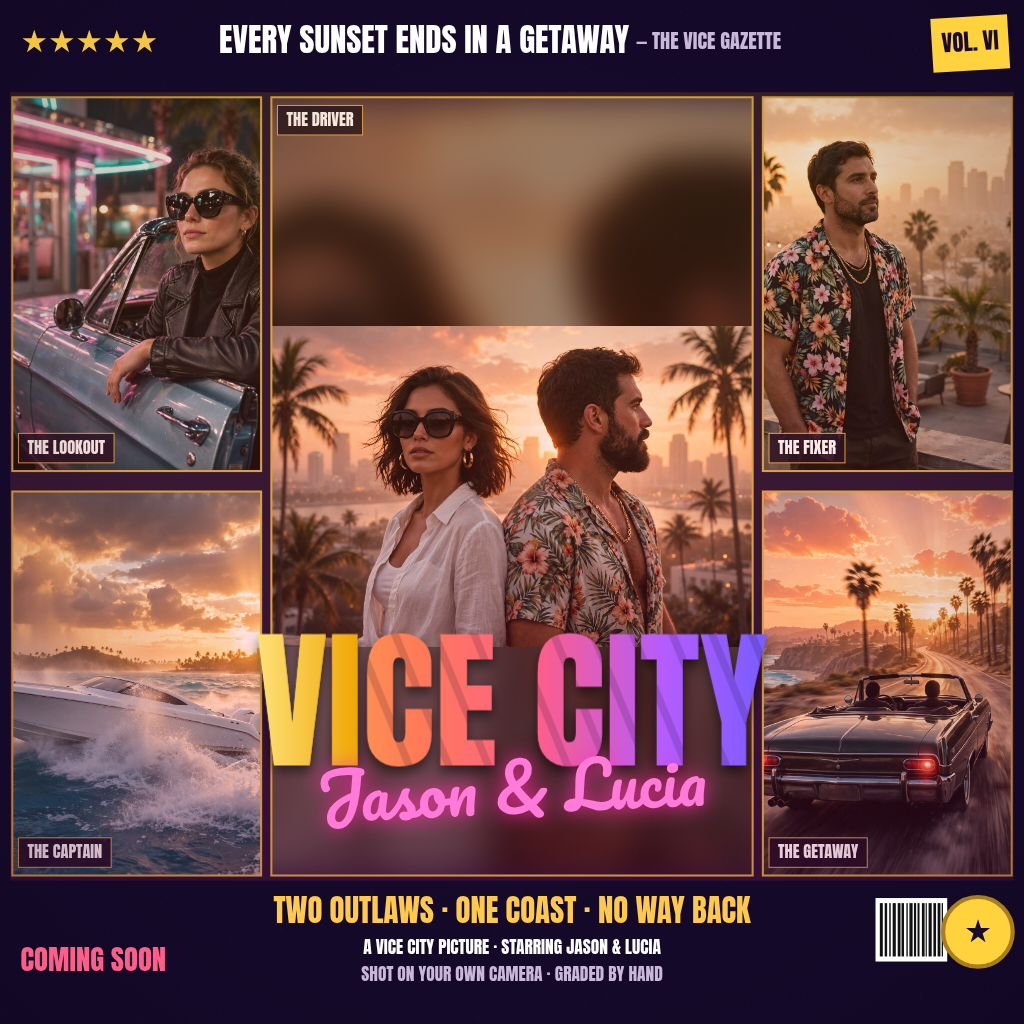 ★★★★★
EVERY SUNSET ENDS IN A GETAWAY – THE VICE GAZETTE
VOL. VI
THE DRIVER
THE LOOKOUT
THE FIXER
VICE CITY
Jason & Lucia
THE CAPTAIN
THE GETAWAY
TWO OUTLAWS · ONE COAST · NO WAY BACK
A VICE CITY PICTURE · STARRING JASON & LUCIA
SHOT ON YOUR OWN CAMERA · GRADED BY HAND
COMING SOON
★